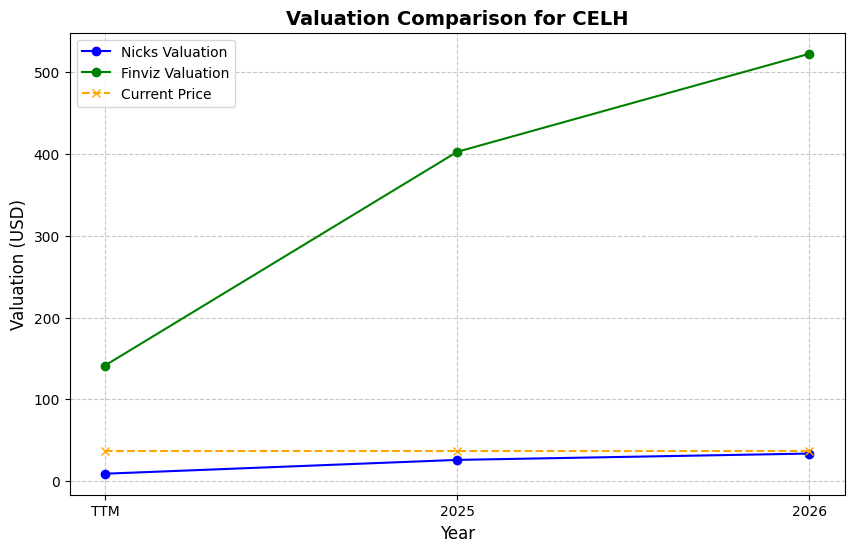 Valuation Comparison for CELH
Nicks Valuation
Finviz Valuation
Current Price
Valuation (USD)
500
400
300
200
100
0
TTM 2025 2026
Year